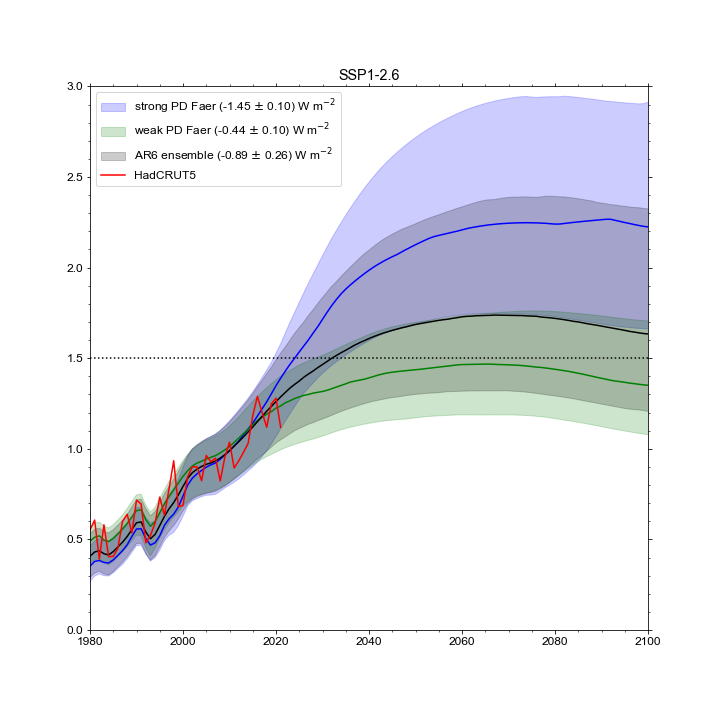 SSP1-2.6
3.0
strong PD Faer (-1.45 ± 0.10) W m⁻²
weak PD Faer (-0.44 ± 0.10) W m⁻²
AR6 ensemble (-0.89 ± 0.26) W m⁻²
HadCRUT5
2.5
2.0
1.5
1.0
0.5
0.0
1980 2000 2020 2040 2060 2080 2100